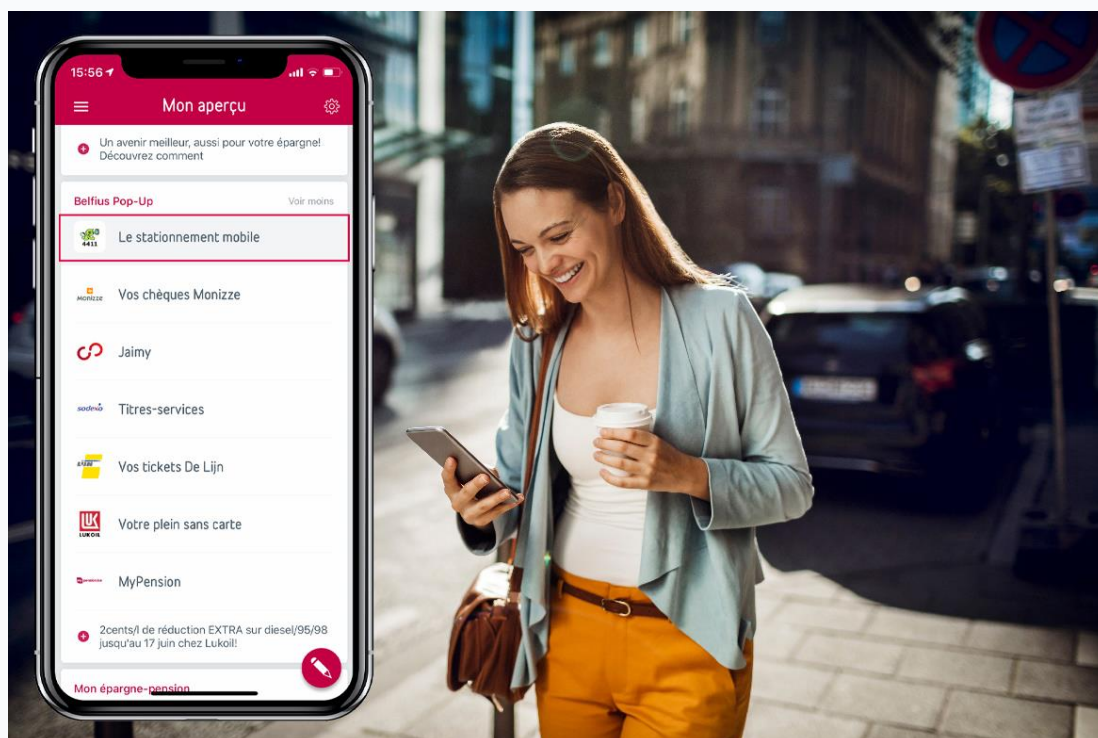 15:56
Mon aperçu
Un avenir meilleur, aussi pour votre épargne!
Découvrez comment
Belfius Pop-Up
Voir moins
4411
Le stationnement mobile
MONIZZE
Vos chèques Monizze
Jaimy
sodexo
Titres-services
Vos tickets De Lijn
LUK
LUKOIL
Votre plein sans carte
MyPension
2cents/l de réduction EXTRA sur diesel/95/98
jusqu'au 17 juin chez Lukoil!
Mon épargne-pension